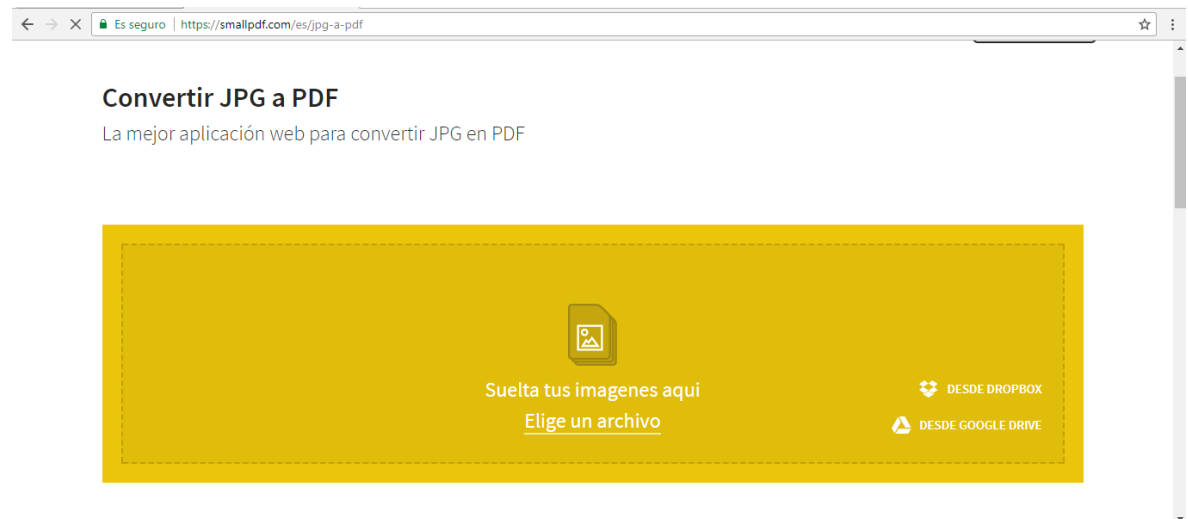 Es seguro | https://smallpdf.com/es/jpg-a-pdf
Convertir JPG a PDF
La mejor aplicación web para convertir JPG en PDF
Suelta tus imagenes aqui
Elige un archivo
DESDE DROPBOX
DESDE GOOGLE DRIVE